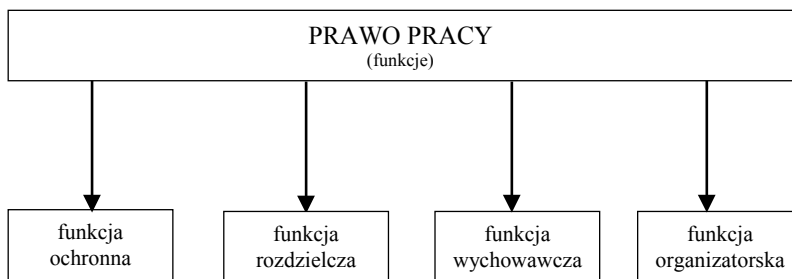 PRAWO PRACY
(funkcje)
funkcja
ochronna
funkcja
rozdzielcza
funkcja
wychowawcza
funkcja
organizatorska